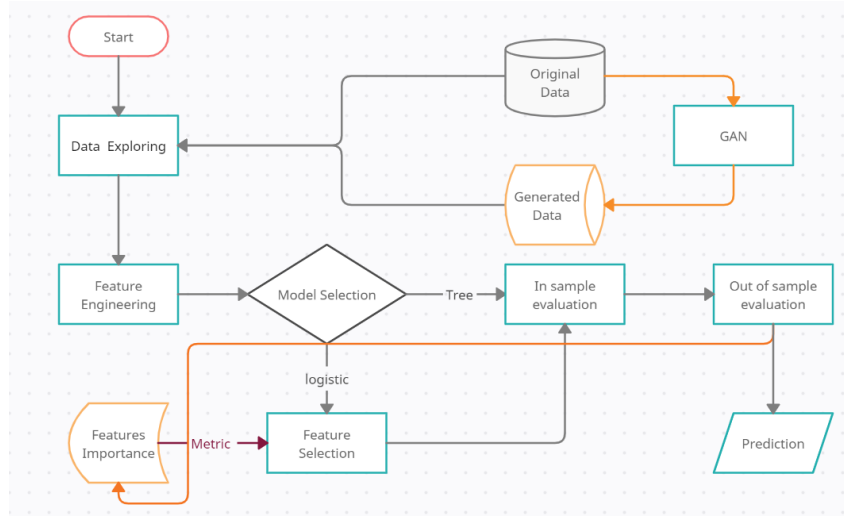 Start
Original
Data
Data Exploring
GAN
Generated
Data
Feature
Engineering
Model Selection
Tree
In sample
evaluation
Out of sample
evaluation
logistic
Features
Importance
Metric
Feature
Selection
Prediction